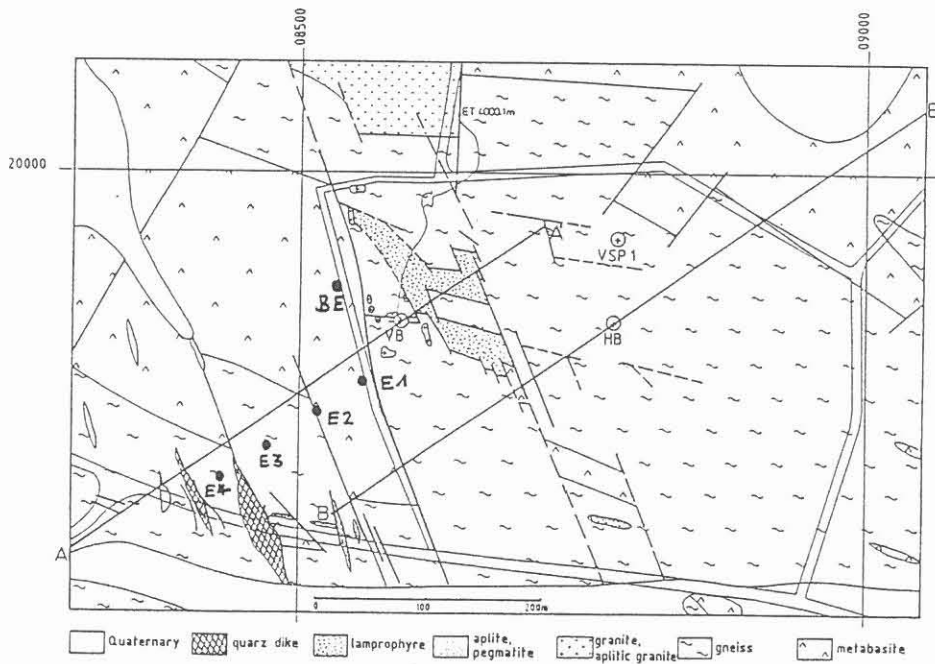 08500
09000
ET 4000.1m
B
20000
A
VSP 1
BE
VB
HB
E1
E2
E3
E4
B
A
0 100 200m
Quaternary
quarz dike
lamprophyre
aplite,
pegmatite
granite,
aplitic granite
gneiss
metabasite